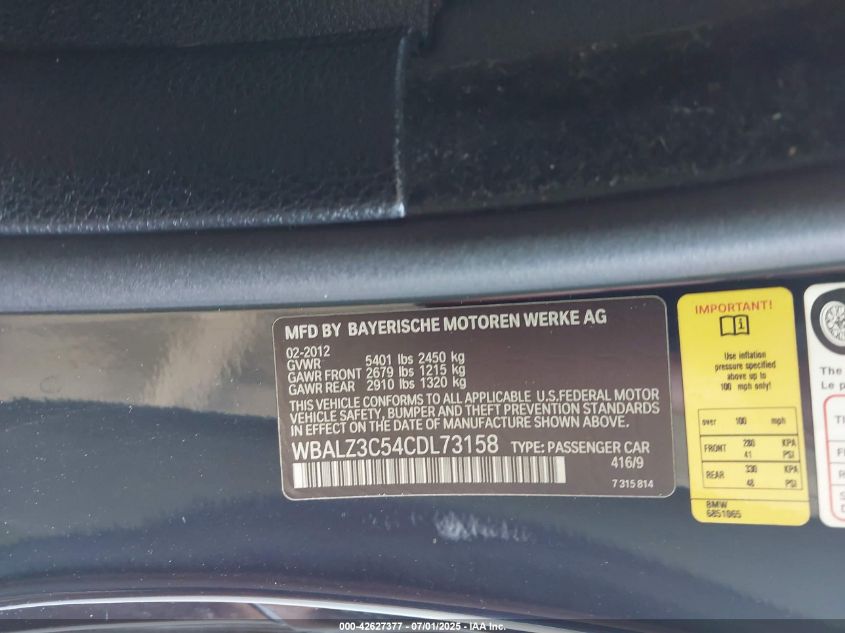 MFD BY BAYERISCHE MOTOREN WERKE AG
02-2012
GVWR 5401 lbs 2450 kg
GAWR FRONT 2679 lbs 1215 kg
GAWR REAR 2910 lbs 1320 kg
THIS VEHICLE CONFORMS TO ALL APPLICABLE U.S.FEDERAL MOTOR
VEHICLE SAFETY, BUMPER AND THEFT PREVENTION STANDARDS
IN EFFECT ON THE DATE OF MANUFACTURE SHOWN ABOVE.
WBALZ3C54CDL73158 TYPE: PASSENGER CAR
416/9
7 315 814
IMPORTANT!
Use inflation
pressure specified
above up to
100 mph only!
over 100 mph
FRONT 280 KPA
41 PSI
REAR 330 KPA
48 PSI
BMW
6851065
The
Le p
000-42627377 - 07/01/2025 - IAA Inc.